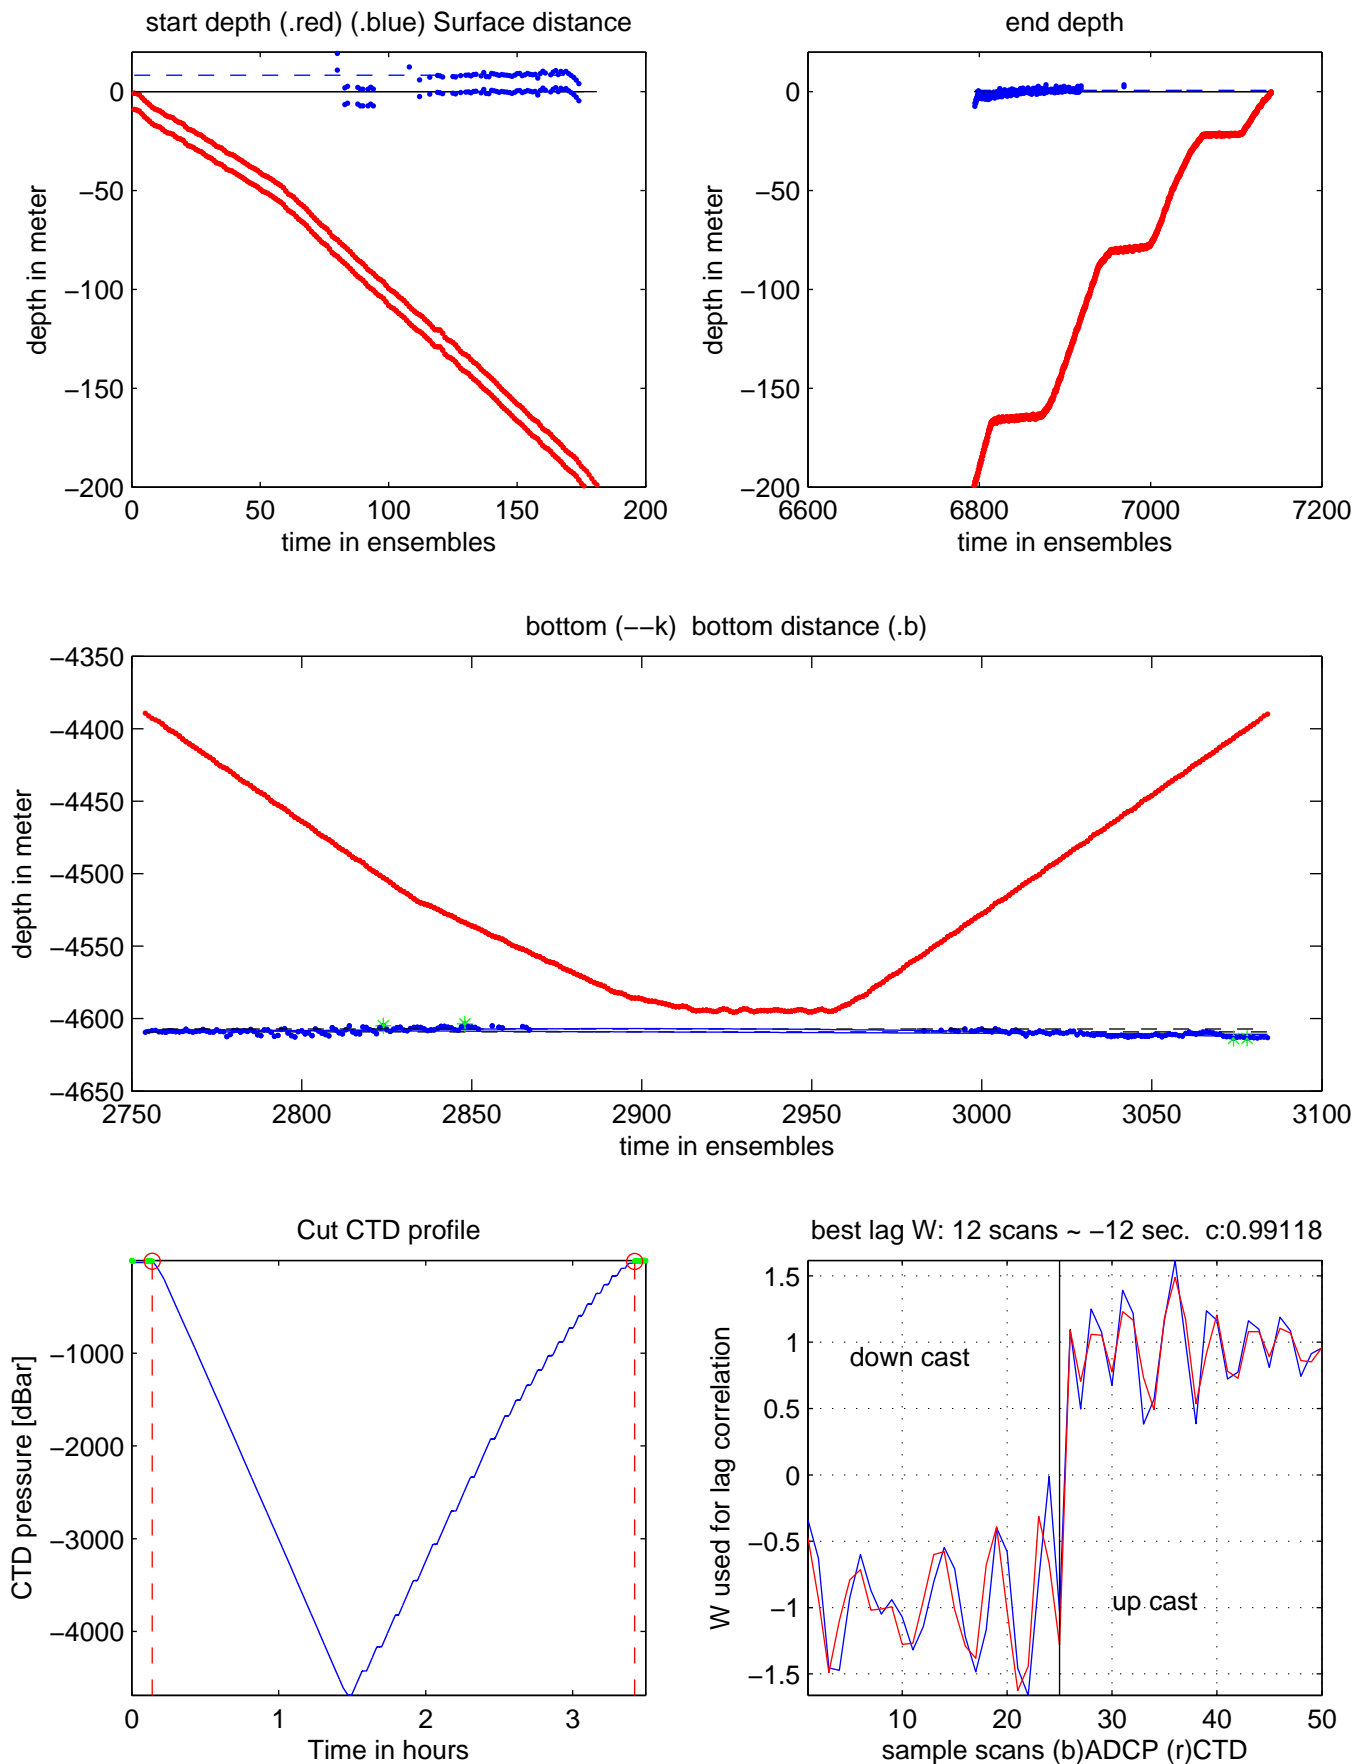 start depth (.red) (.blue) Surface distance
0
−50
−100
−150
−200
depth in meter
0 50 100 150 200
time in ensembles
end depth
0
−50
−100
−150
−200
depth in meter
6600 6800 7000 7200
time in ensembles
bottom (−−k)  bottom distance (.b)
−4350
−4400
−4450
−4500
−4550
−4600
−4650
depth in meter
2750 2800 2850 2900 2950 3000 3050 3100
time in ensembles
Cut CTD profile
−1000
−2000
−3000
−4000
CTD pressure [dBar]
0 1 2 3
Time in hours
best lag W: 12 scans ~ −12 sec.  c:0.99118
1.5
1
0.5
0
−0.5
−1
−1.5
W used for lag correlation
down cast
up cast
10 20 30 40 50
sample scans (b)ADCP (r)CTD